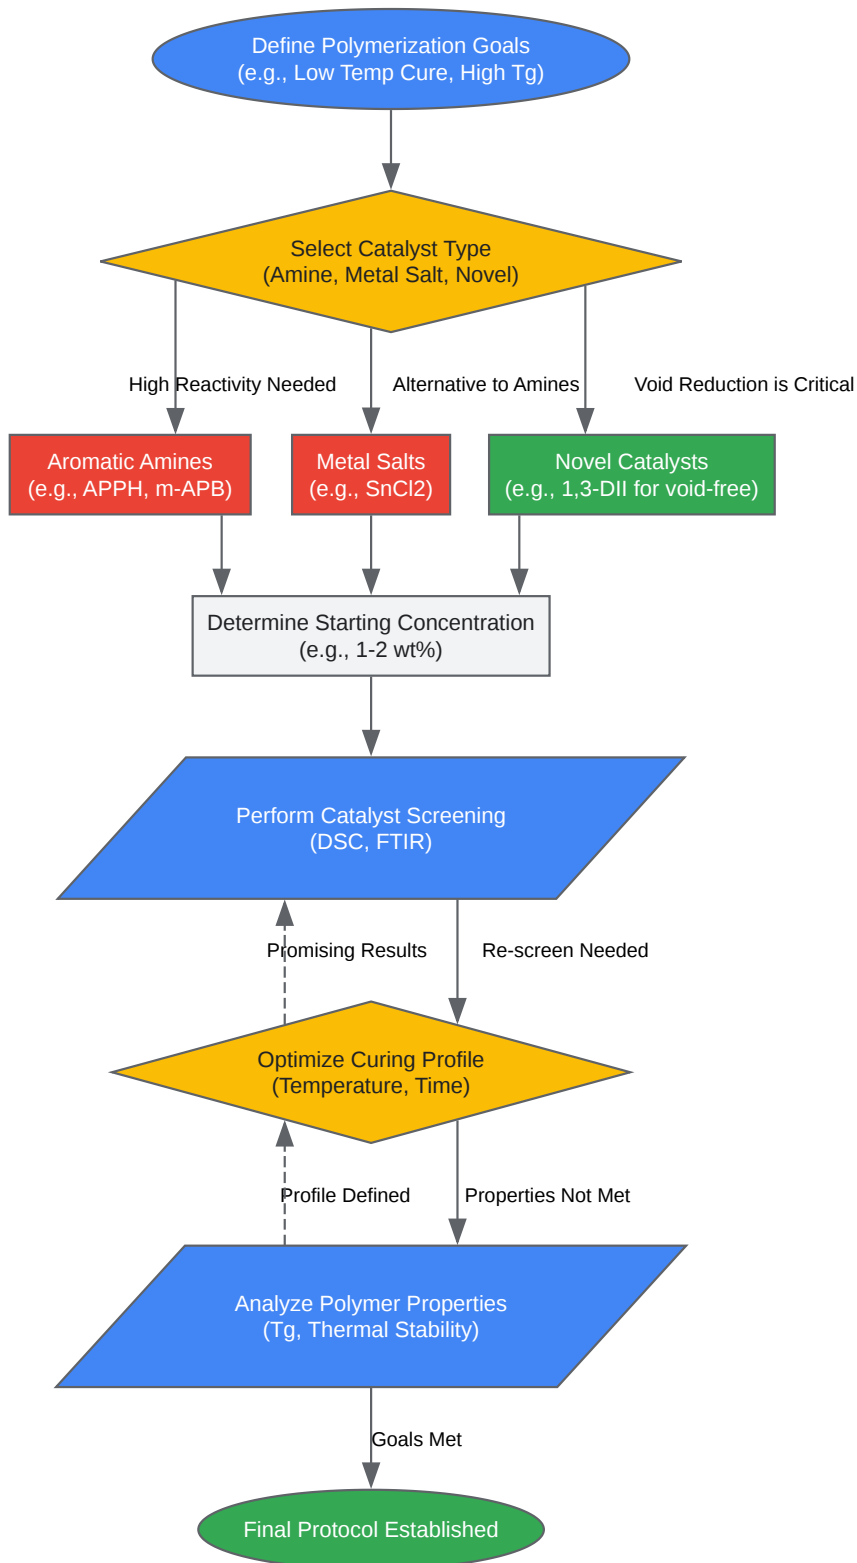 Define Polymerization Goals
(e.g., Low Temp Cure, High Tg)
Select Catalyst Type
(Amine, Metal Salt, Novel)
High Reactivity Needed
Alternative to Amines
Void Reduction is Critical
Aromatic Amines
(e.g., APPH, m-APB)
Metal Salts
(e.g., SnCl2)
Novel Catalysts
(e.g., 1,3-DII for void-free)
Determine Starting Concentration
(e.g., 1-2 wt%)
Perform Catalyst Screening
(DSC, FTIR)
Promising Results
Re-screen Needed
Optimize Curing Profile
(Temperature, Time)
Profile Defined
Properties Not Met
Analyze Polymer Properties
(Tg, Thermal Stability)
Goals Met
Final Protocol Established